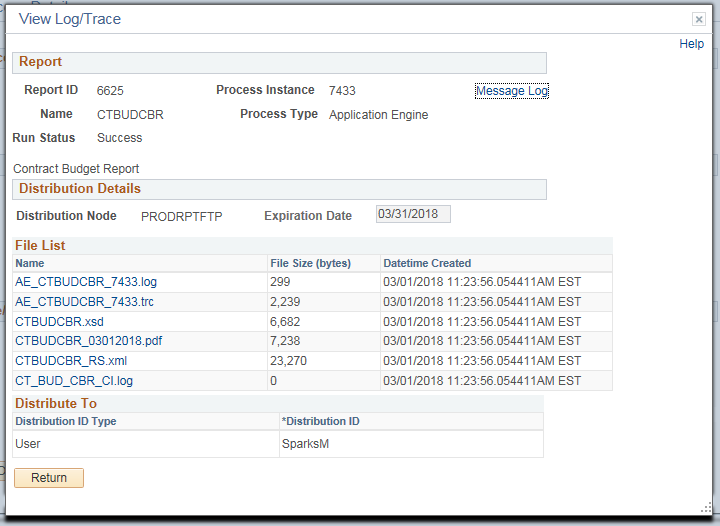 View Log/Trace
Help
Report
Report ID 6625 Process Instance 7433 Message Log
Name CTBUDCBR Process Type Application Engine
Run Status Success
Contract Budget Report
Distribution Details
Distribution Node PRODRPTFTP Expiration Date 03/31/2018
File List
Name File Size (bytes) Datetime Created
AE_CTBUDCBR_7433.log 299 03/01/2018 11:23:56.054411AM EST
AE_CTBUDCBR_7433.trc 2,239 03/01/2018 11:23:56.054411AM EST
CTBUDCBR.xsd 6,682 03/01/2018 11:23:56.054411AM EST
CTBUDCBR_03012018.pdf 7,238 03/01/2018 11:23:56.054411AM EST
CTBUDCBR_RS.xml 23,270 03/01/2018 11:23:56.054411AM EST
CT_BUD_CBR_CI.log 0 03/01/2018 11:23:56.054411AM EST
Distribute To
Distribution ID Type *Distribution ID
User SparksM
Return